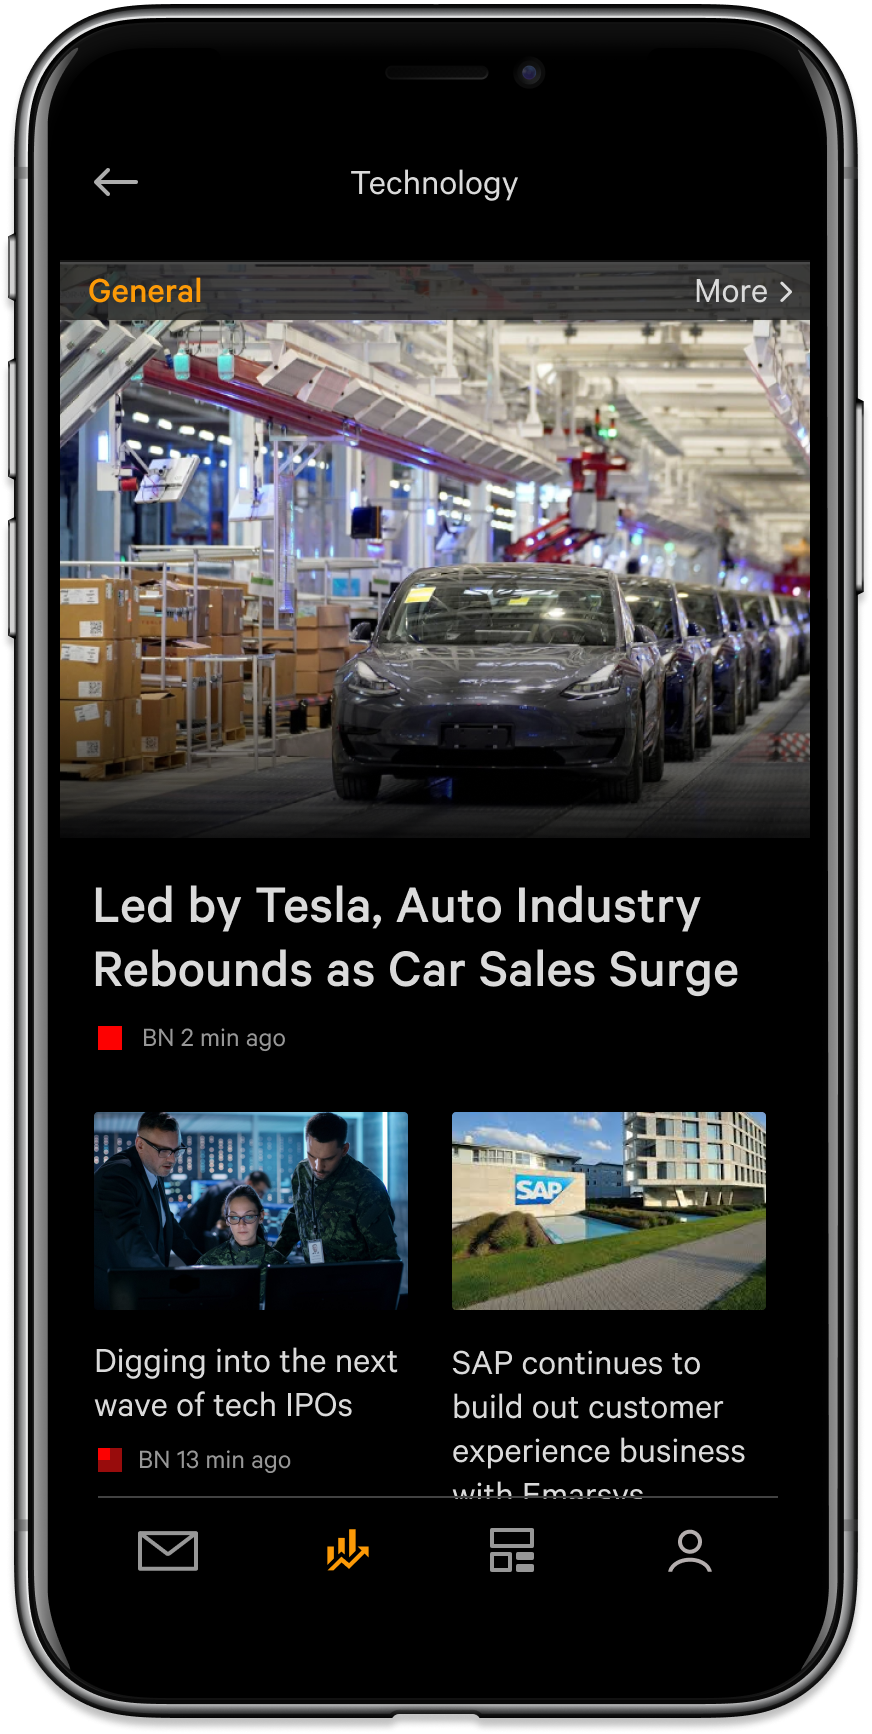 Technology
General
More
Led by Tesla, Auto Industry
Rebounds as Car Sales Surge
BN 2 min ago
SAP
Digging into the next
wave of tech IPOs
BN 13 min ago
SAP continues to
build out customer
experience business
with Emarsys